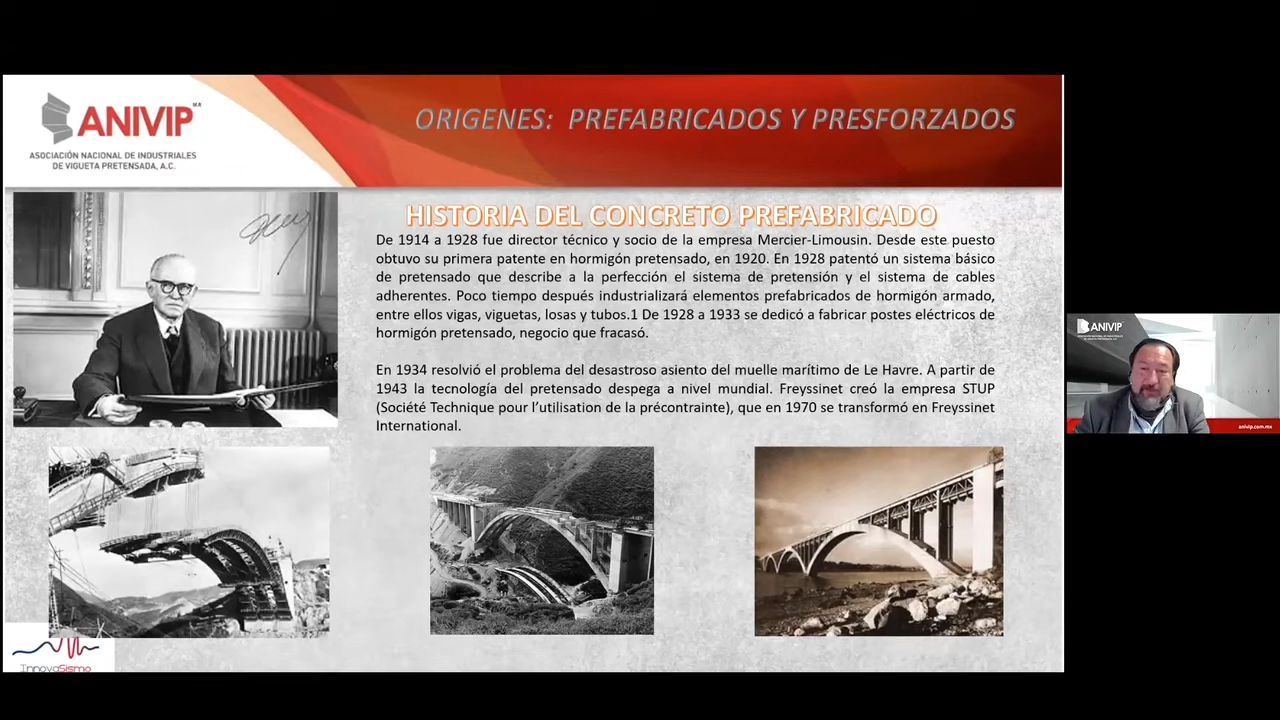 ANIVIP M.R
ASOCIACIÓN NACIONAL DE INDUSTRIALES
DE VIGUETA PRETENSADA, A.C.
ORIGENES: PREFABRICADOS Y PRESFORZADOS
HISTORIA DEL CONCRETO PREFABRICADO
De 1914 a 1928 fue director técnico y socio de la empresa Mercier-Limousin. Desde este puesto
obtuvo su primera patente en hormigón pretensado, en 1920. En 1928 patentó un sistema básico
de pretensado que describe a la perfección el sistema de pretensión y el sistema de cables
adherentes. Poco tiempo después industrializará elementos prefabricados de hormigón armado,
entre ellos vigas, viguetas, losas y tubos.1 De 1928 a 1933 se dedicó a fabricar postes eléctricos de
hormigón pretensado, negocio que fracasó.
En 1934 resolvió el problema del desastroso asiento del muelle marítimo de Le Havre. A partir de
1943 la tecnología del pretensado despega a nivel mundial. Freyssinet creó la empresa STUP
(Société Technique pour l’utilisation de la précontrainte), que en 1970 se transformó en Freyssinet
International.
InnovaSismo
ANIVIP
anivip.com.mx